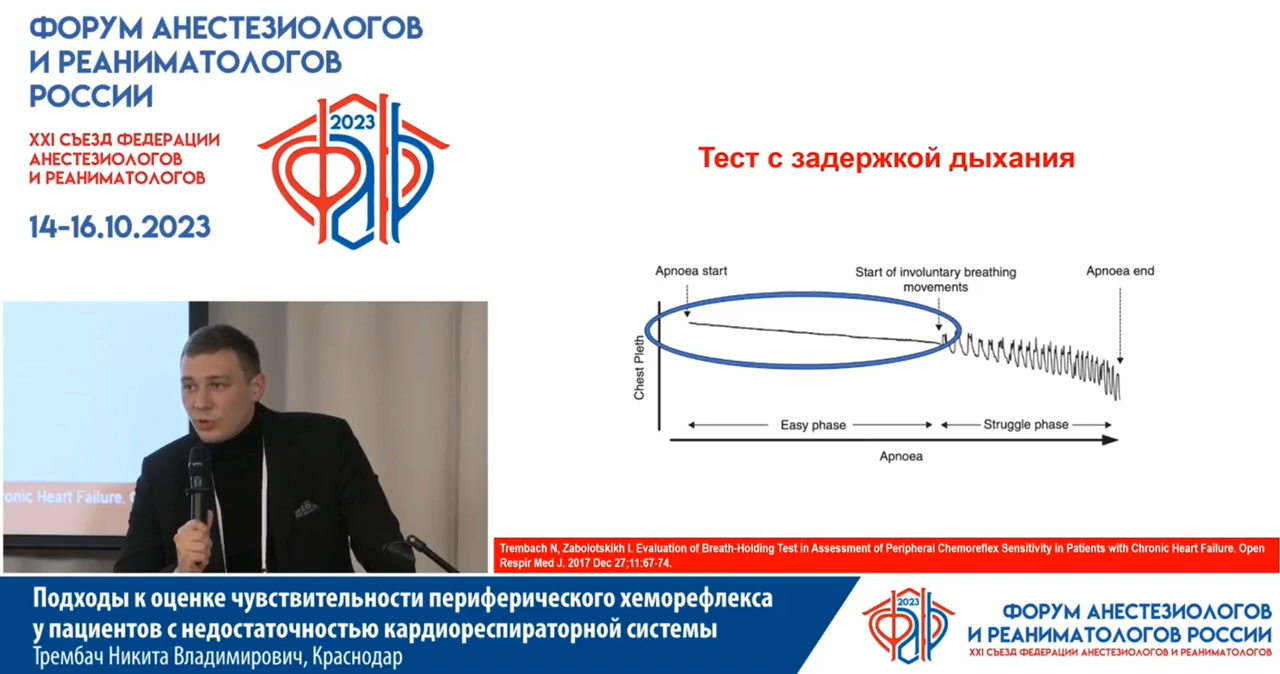 ФОРУМ АНЕСТЕЗИОЛОГОВ
И РЕАНИМАТОЛОГОВ
РОССИИ
XXI СЪЕЗД ФЕДЕРАЦИИ
АНЕСТЕЗИОЛОГОВ
И РЕАНИМАТОЛОГОВ
14-16.10.2023
2023
ФАР
Тест с задержкой дыхания
Apnoea start
Start of involuntary breathing
movements
Apnoea end
Chest Pleth
Easy phase
Struggle phase
Apnoea
onic Heart Failure.
Trembach N, Zabolotskikh I. Evaluation of Breath-Holding Test in Assessment of Peripheral Chemoreflex Sensitivity in Patients with Chronic Heart Failure. Open
Respir Med J. 2017 Dec 27;11:67-74.
Подходы к оценке чувствительности периферического хеморефлекса
у пациентов с недостаточностью кардиореспираторной системы
Трембач Никита Владимирович, Краснодар
2023
ФАР
ФОРУМ АНЕСТЕЗИОЛОГОВ
И РЕАНИМАТОЛОГОВ РОССИИ
XXI СЪЕЗД ФЕДЕРАЦИИ АНЕСТЕЗИОЛОГОВ И РЕАНИМАТОЛОГОВ